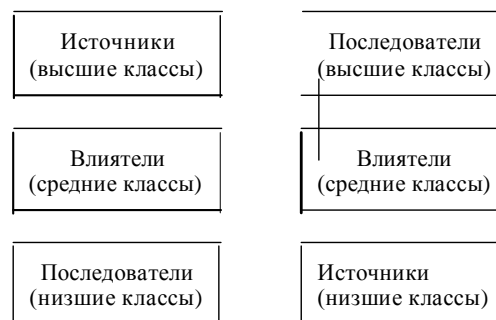 Источники
(высшие классы)
Последователи
(высшие классы)
Влиятели
(средние классы)
Влиятели
(средние классы)
Последователи
(низшие классы)
Источники
(низшие классы)